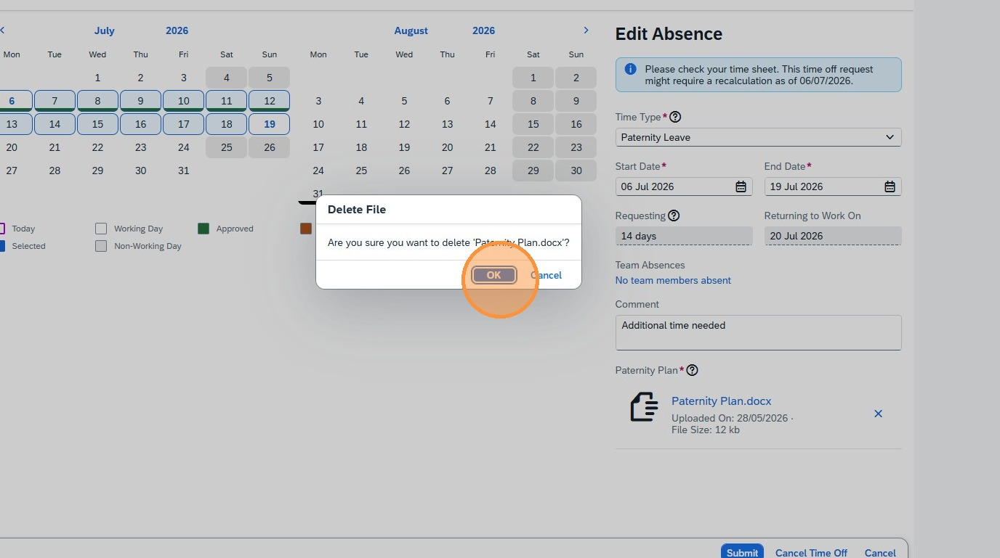 July 2026
Mon Tue Wed Thu Fri Sat Sun
1 2 3 4 5
6 7 8 9 10 11 12
13 14 15 16 17 18 19
20 21 22 23 24 25 26
27 28 29 30 31
August 2026
Mon Tue Wed Thu Fri Sat Sun
1 2
3 4 5 6 7 8 9
10 11 12 13 14 15 16
17 18 19 20 21 22 23
24 25 26 27 28 29 30
31
Today
Working Day
Approved
Selected
Non-Working Day
Delete File
Are you sure you want to delete 'Paternity Plan.docx'?
OK
Cancel
Edit Absence
Please check your time sheet. This time off request
might require a recalculation as of 06/07/2026.
Time Type*
Paternity Leave
Start Date*
06 Jul 2026
End Date*
19 Jul 2026
Requesting
14 days
Returning to Work On
20 Jul 2026
Team Absences
No team members absent
Comment
Additional time needed
Paternity Plan*
Paternity Plan.docx
Uploaded On: 28/05/2026 ·
File Size: 12 kb
Submit
Cancel Time Off
Cancel